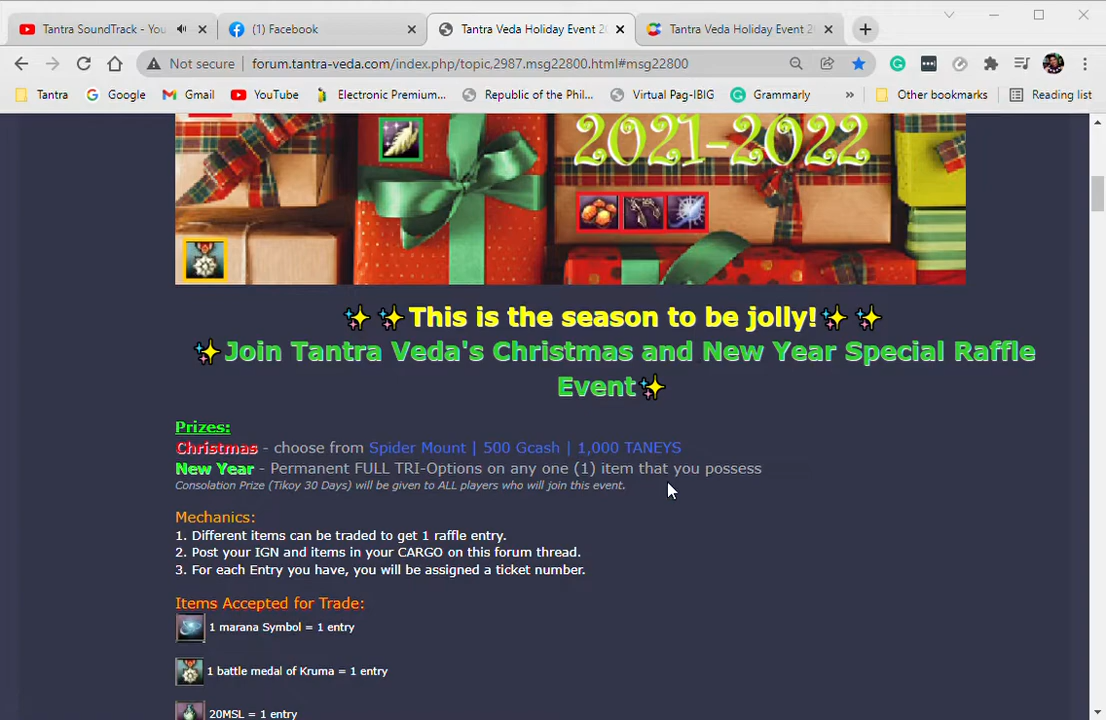 Tantra SoundTrack - You
(1) Facebook
Tantra Veda Holiday Event 2
Tantra Veda Holiday Event 2
Not secure
forum.tantra-veda.com/index.php/topic,2987.msg22800.html#msg22800
Tantra
Google
Gmail
YouTube
Electronic Premium...
Republic of the Phil...
Virtual Pag-IBIG
Grammarly
»
Other bookmarks
Reading list
2021-2022
This is the season to be jolly!
Join Tantra Veda's Christmas and New Year Special Raffle
Event
Prizes:
Christmas - choose from Spider Mount | 500 Gcash | 1,000 TANEYS
New Year - Permanent FULL TRI-Options on any one (1) item that you possess
Consolation Prize (Tikoy 30 Days) will be given to ALL players who will join this event.
Mechanics:
1. Different items can be traded to get 1 raffle entry.
2. Post your IGN and items in your CARGO on this forum thread.
3. For each Entry you have, you will be assigned a ticket number.
Items Accepted for Trade:
1 marana Symbol = 1 entry
1 battle medal of Kruma = 1 entry
20MSL = 1 entry